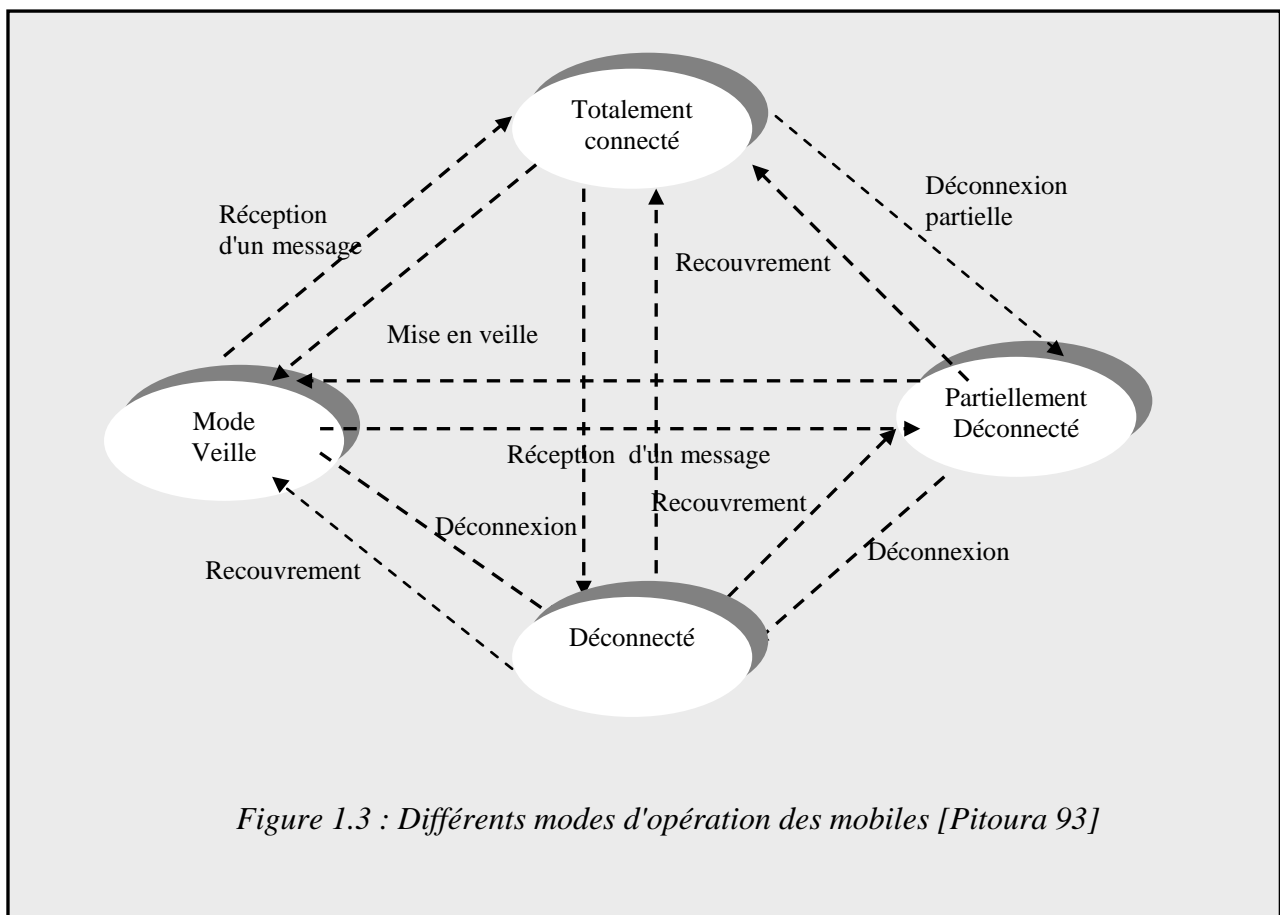 Totalement
connecté
Déconnexion
partielle
Réception
d'un message
Recouvrement
Mise en veille
Mode
Veille
Partiellement
Déconnecté
Réception d'un message
Recouvrement
Déconnexion
Déconnexion
Recouvrement
Déconnecté
Figure 1.3 : Différents modes d'opération des mobiles [Pitoura 93]